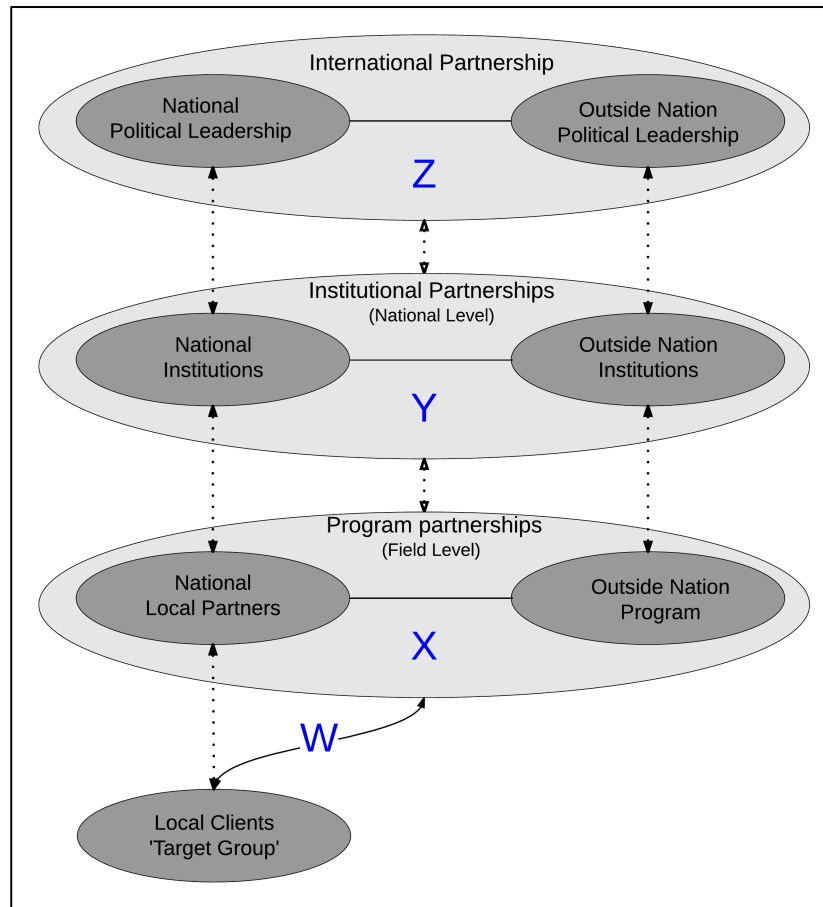 International Partnership
National
Political Leadership
Outside Nation
Political Leadership
Z
Institutional Partnerships
(National Level)
National
Institutions
Outside Nation
Institutions
Y
Program partnerships
(Field Level)
National
Local Partners
Outside Nation
Program
X
W
Local Clients
'Target Group'